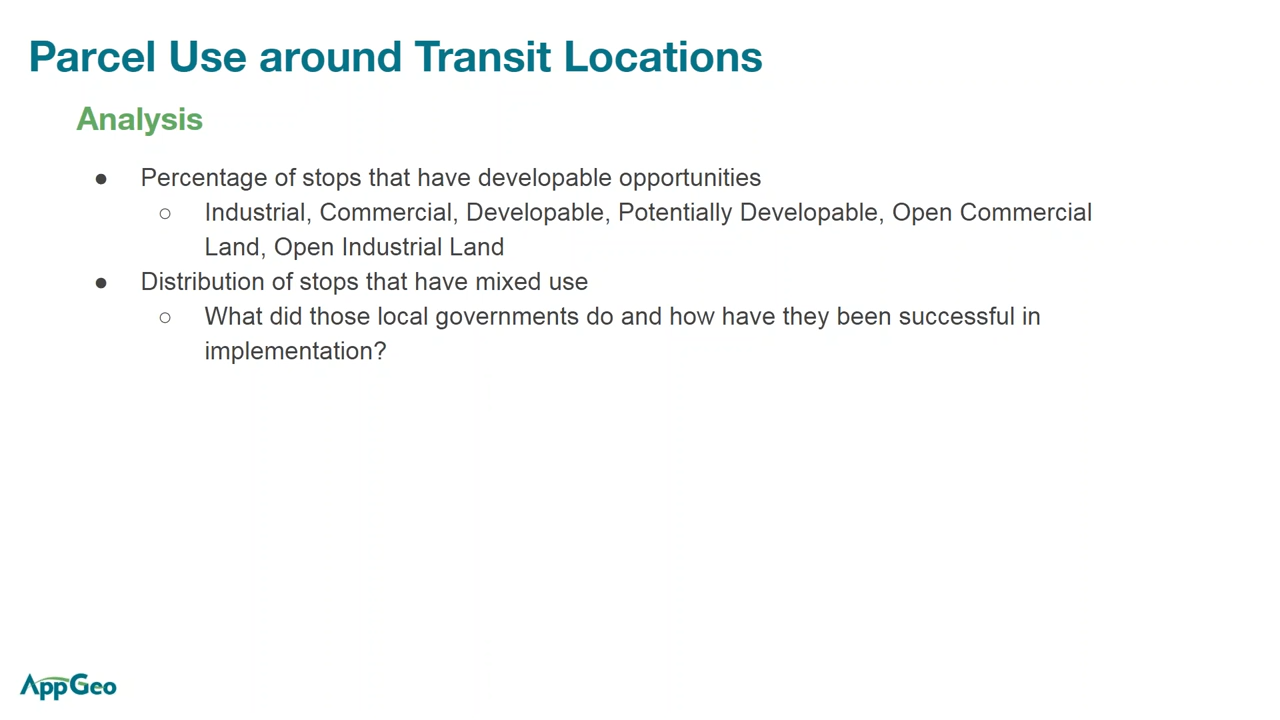 Parcel Use around Transit Locations
Analysis
● Percentage of stops that have developable opportunities
○ Industrial, Commercial, Developable, Potentially Developable, Open Commercial
Land, Open Industrial Land
● Distribution of stops that have mixed use
○ What did those local governments do and how have they been successful in
implementation?
AppGeo